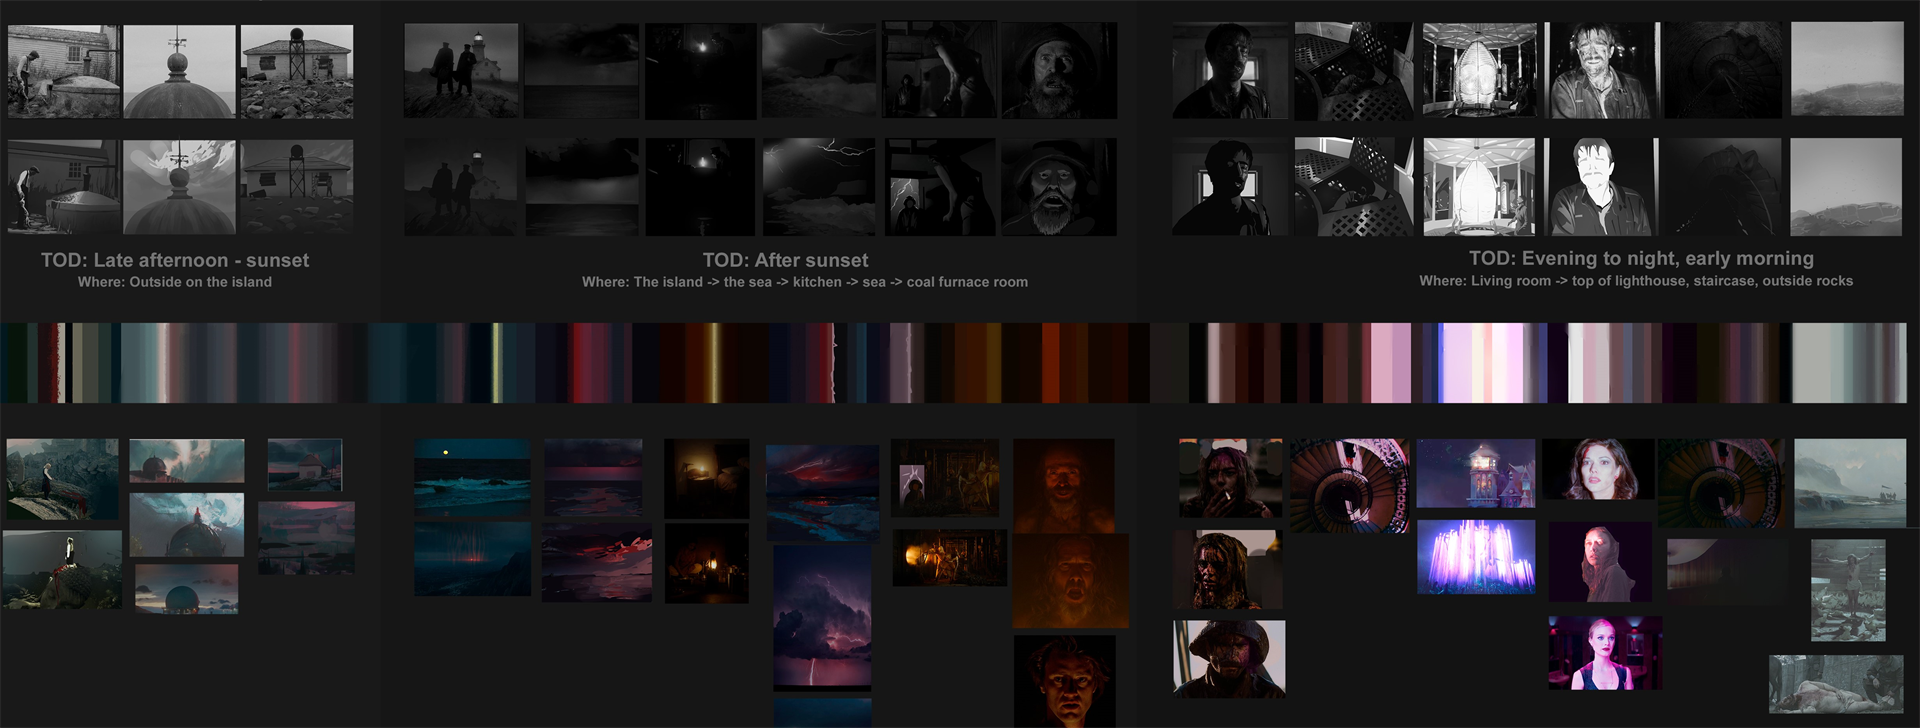 TOD: Late afternoon - sunset
Where: Outside on the island
TOD: After sunset
Where: The island -> the sea -> kitchen -> sea -> coal furnace room
TOD: Evening to night, early morning
Where: Living room -> top of lighthouse, staircase, outside rocks